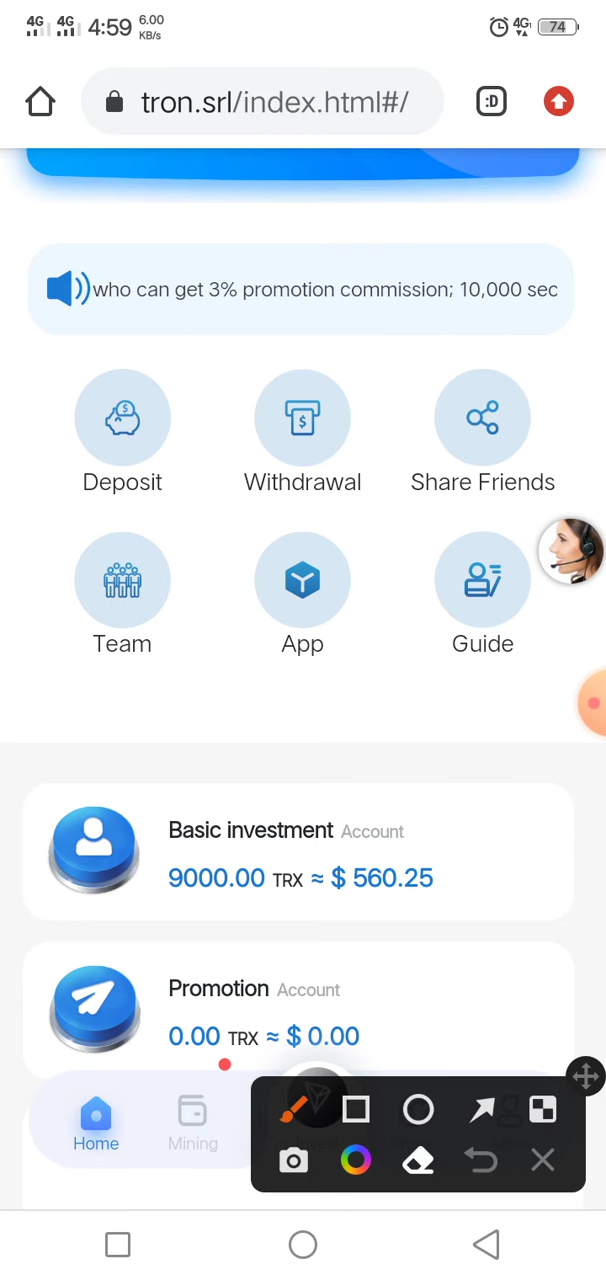 4G 4G 4:59 6.00 KB/s 4G 74
tron.srl/index.html#/
:D
who can get 3% promotion commission; 10,000 sec
Deposit Withdrawal Share Friends
Team App Guide
Basic investment Account
9000.00 TRX ≈ $ 560.25
Promotion Account
0.00 TRX ≈ $ 0.00
Home Mining